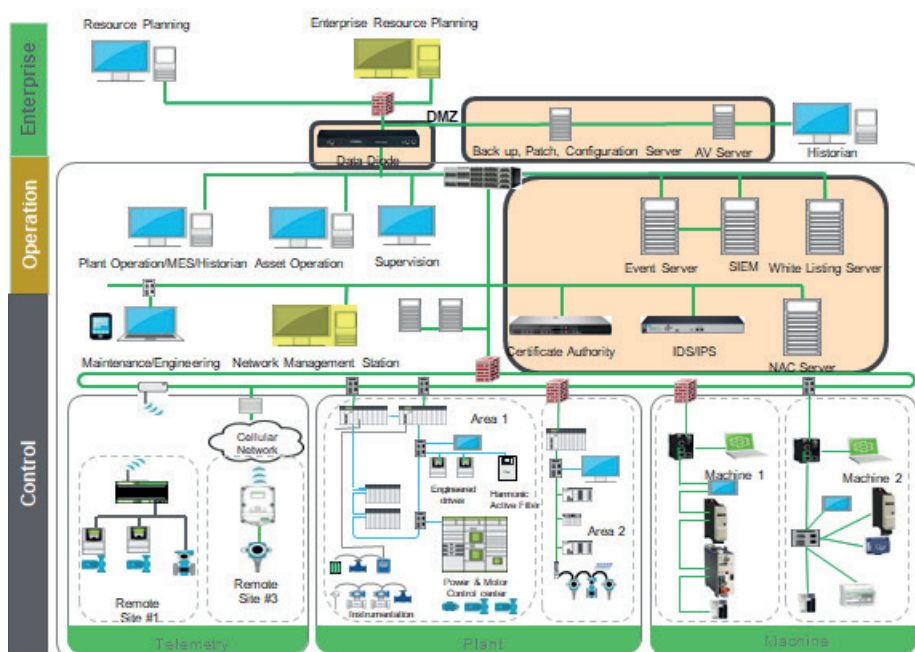 Resource Planning
Enterprise Resource Planning
Enterprise
DMZ
Data Diode
Back up, Patch, Configuration Server
AV Server
Historian
Operation
Plant Operation/MES/Historian
Asset Operation
Supervision
Event Server
SIEM
White Listing Server
Maintenance/Engineering
Network Management Station
Certificate Authority
IDS/IPS
NAC Server
Control
Cellular
Network
Remote
Site #1
Remote
Site #3
Telemetry
Area 1
Engineered
drives
Harmonic
Active Filter
Power & Motor
Control center
Instrumentation
Area 2
Plant
Machine 1
Machine 2
Machine